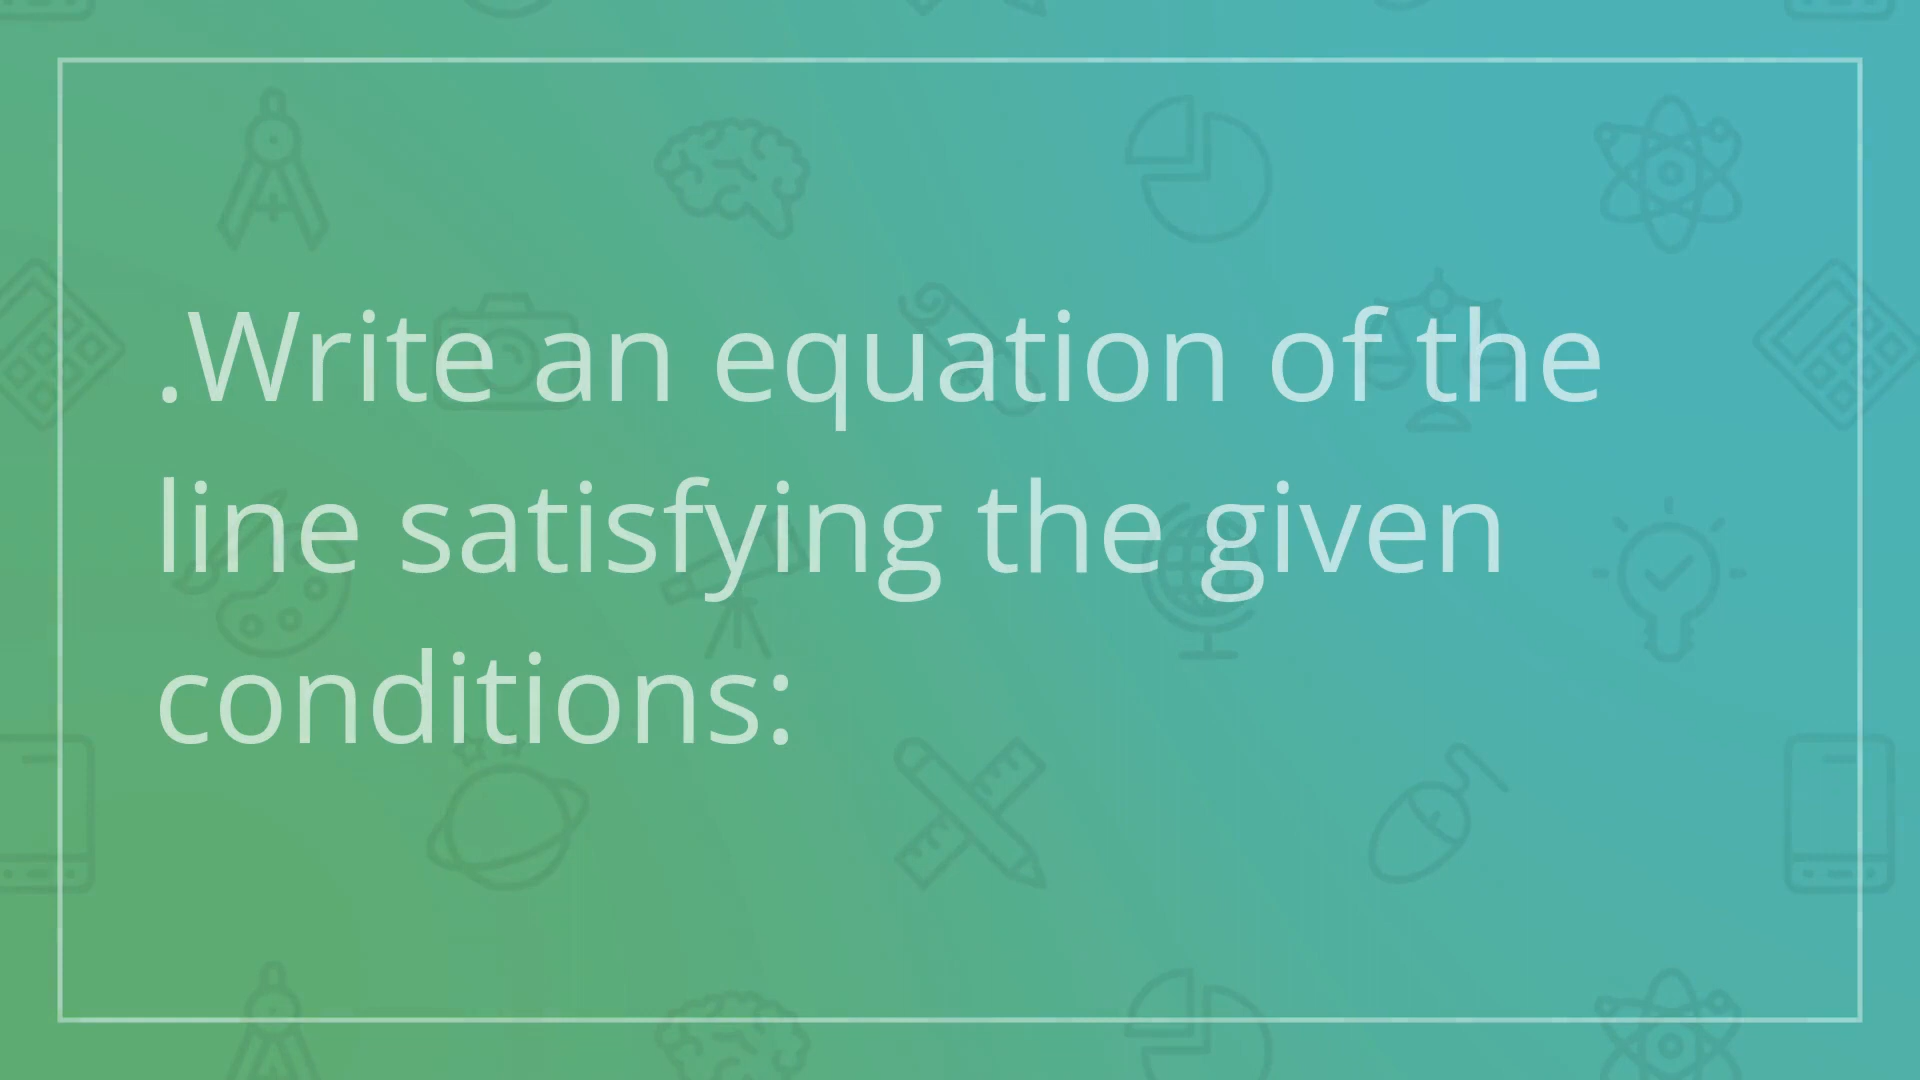 .Write an equation of the
line satisfying the given
conditions: